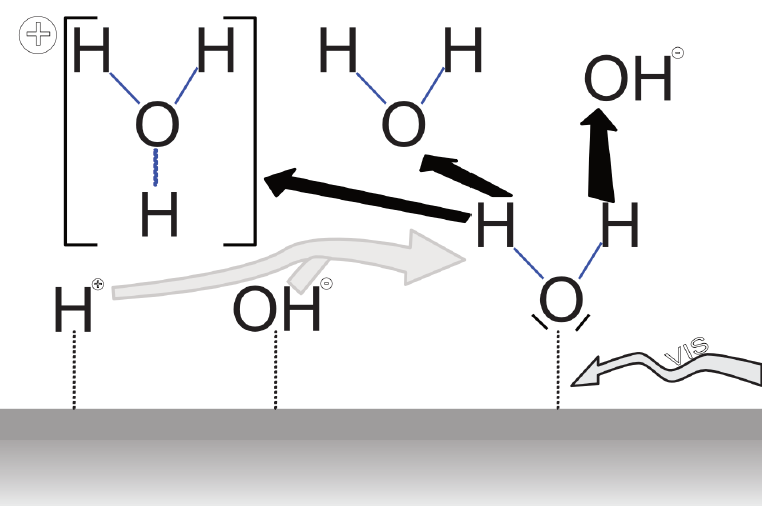 ⊕
H H H H
OH⊖
O O
H
H H
H⊕ OH⊖
O
VIS